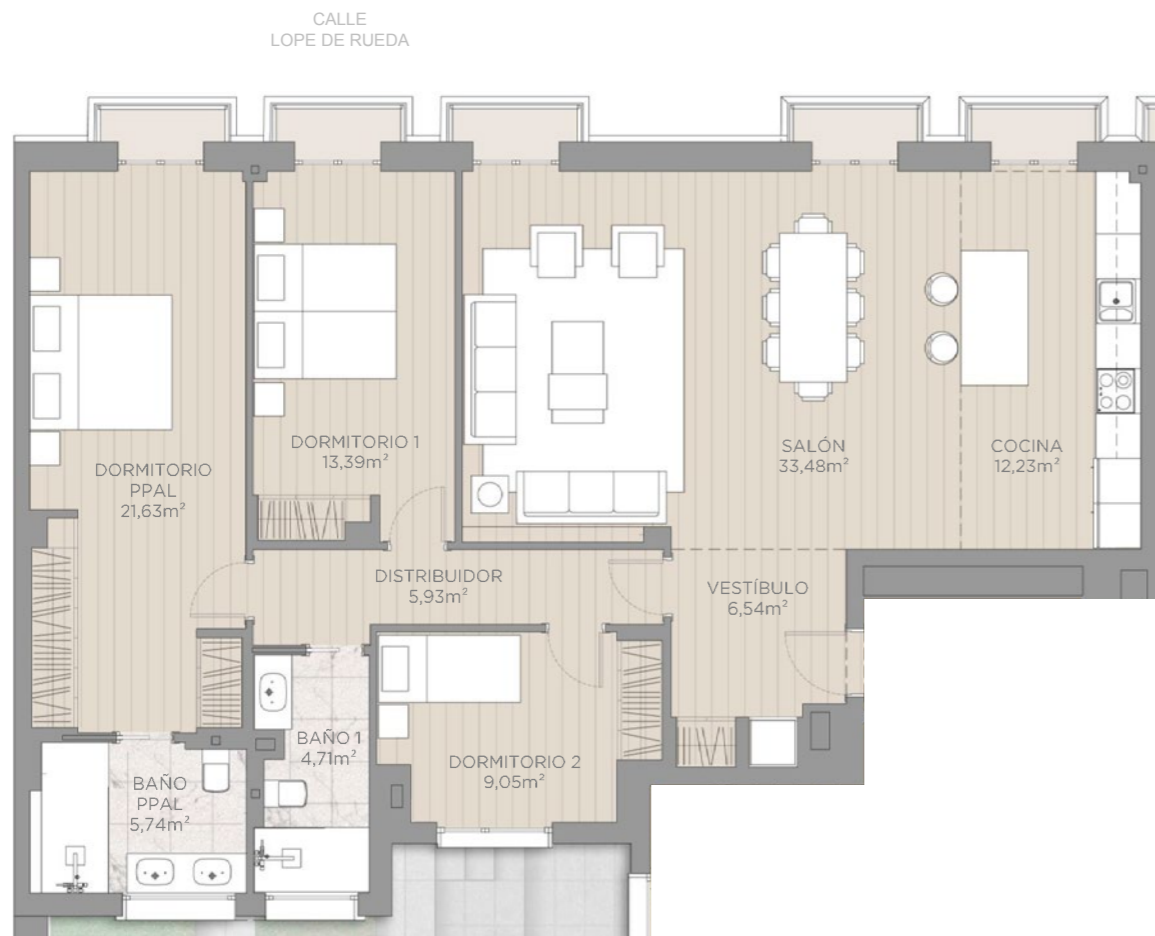 CALLE
LOPE DE RUEDA
DORMITORIO
PPAL
21,63m²
DORMITORIO 1
13,39m²
SALÓN
33,48m²
COCINA
12,23m²
DISTRIBUIDOR
5,93m²
VESTÍBULO
6,54m²
BAÑO 1
4,71m²
DORMITORIO 2
9,05m²
BAÑO
PPAL
5,74m²